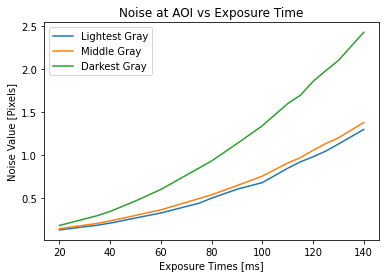 Noise at AOI vs Exposure Time
Lightest Gray
Middle Gray
Darkest Gray
Noise Value [Pixels]
2.5
2.0
1.5
1.0
0.5
20 40 60 80 100 120 140
Exposure Times [ms]